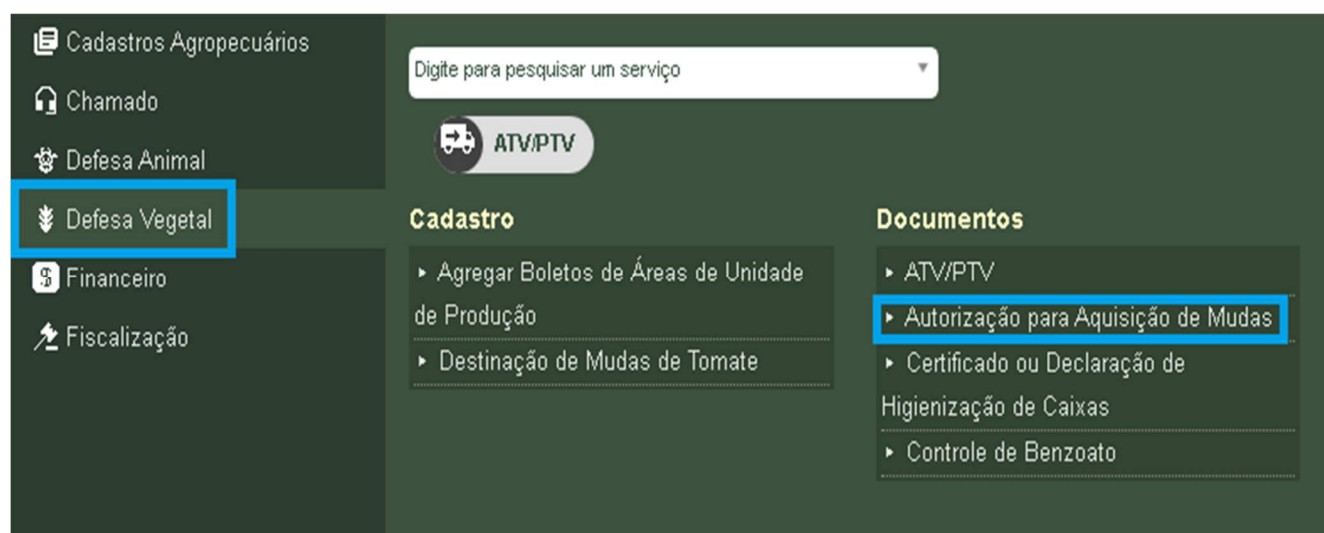 Cadastros Agropecuários
Chamado
Defesa Animal
Defesa Vegetal
Financeiro
Fiscalização
Digite para pesquisar um serviço
ATV/PTV
Cadastro
Agregar Boletos de Áreas de Unidade
de Produção
Destinação de Mudas de Tomate
Documentos
ATV/PTV
Autorização para Aquisição de Mudas
Certificado ou Declaração de
Higienização de Caixas
Controle de Benzoato